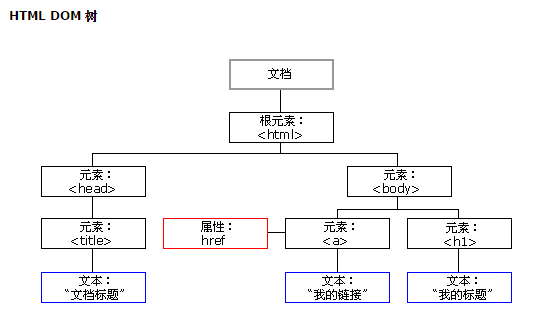 HTML DOM 树
文档
根元素：
<html>
元素：
<head>
元素：
<body>
元素：
<title>
属性：
href
元素：
<a>
元素：
<h1>
文本：
“文档标题”
文本：
“我的链接”
文本：
“我的标题”